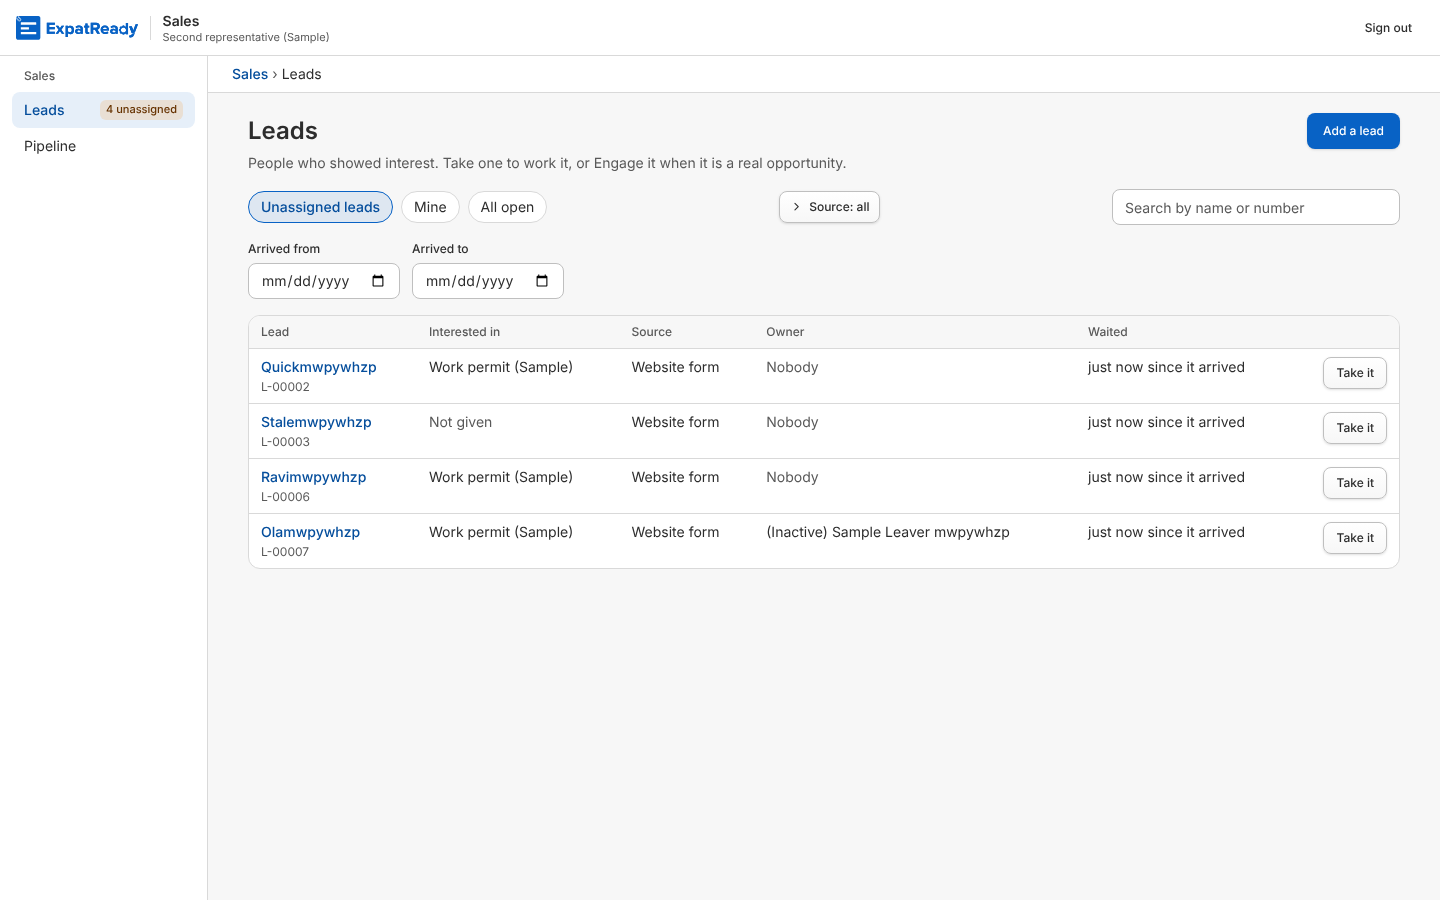 ExpatReady
Sales
Second representative (Sample)
Sign out
Sales
Leads
4 unassigned
Pipeline
Sales › Leads
Leads
Add a lead
People who showed interest. Take one to work it, or Engage it when it is a real opportunity.
Unassigned leads
Mine
All open
Source: all
Search by name or number
Arrived from
Arrived to
mm/dd/yyyy
mm/dd/yyyy
Lead Interested in Source Owner Waited
Quickmwpywhzp Work permit (Sample) Website form Nobody just now since it arrived Take it
L-00002
Stalemwpywhzp Not given Website form Nobody just now since it arrived Take it
L-00003
Ravimwpywhzp Work permit (Sample) Website form Nobody just now since it arrived Take it
L-00006
Olamwpywhzp Work permit (Sample) Website form (Inactive) Sample Leaver mwpywhzp just now since it arrived Take it
L-00007